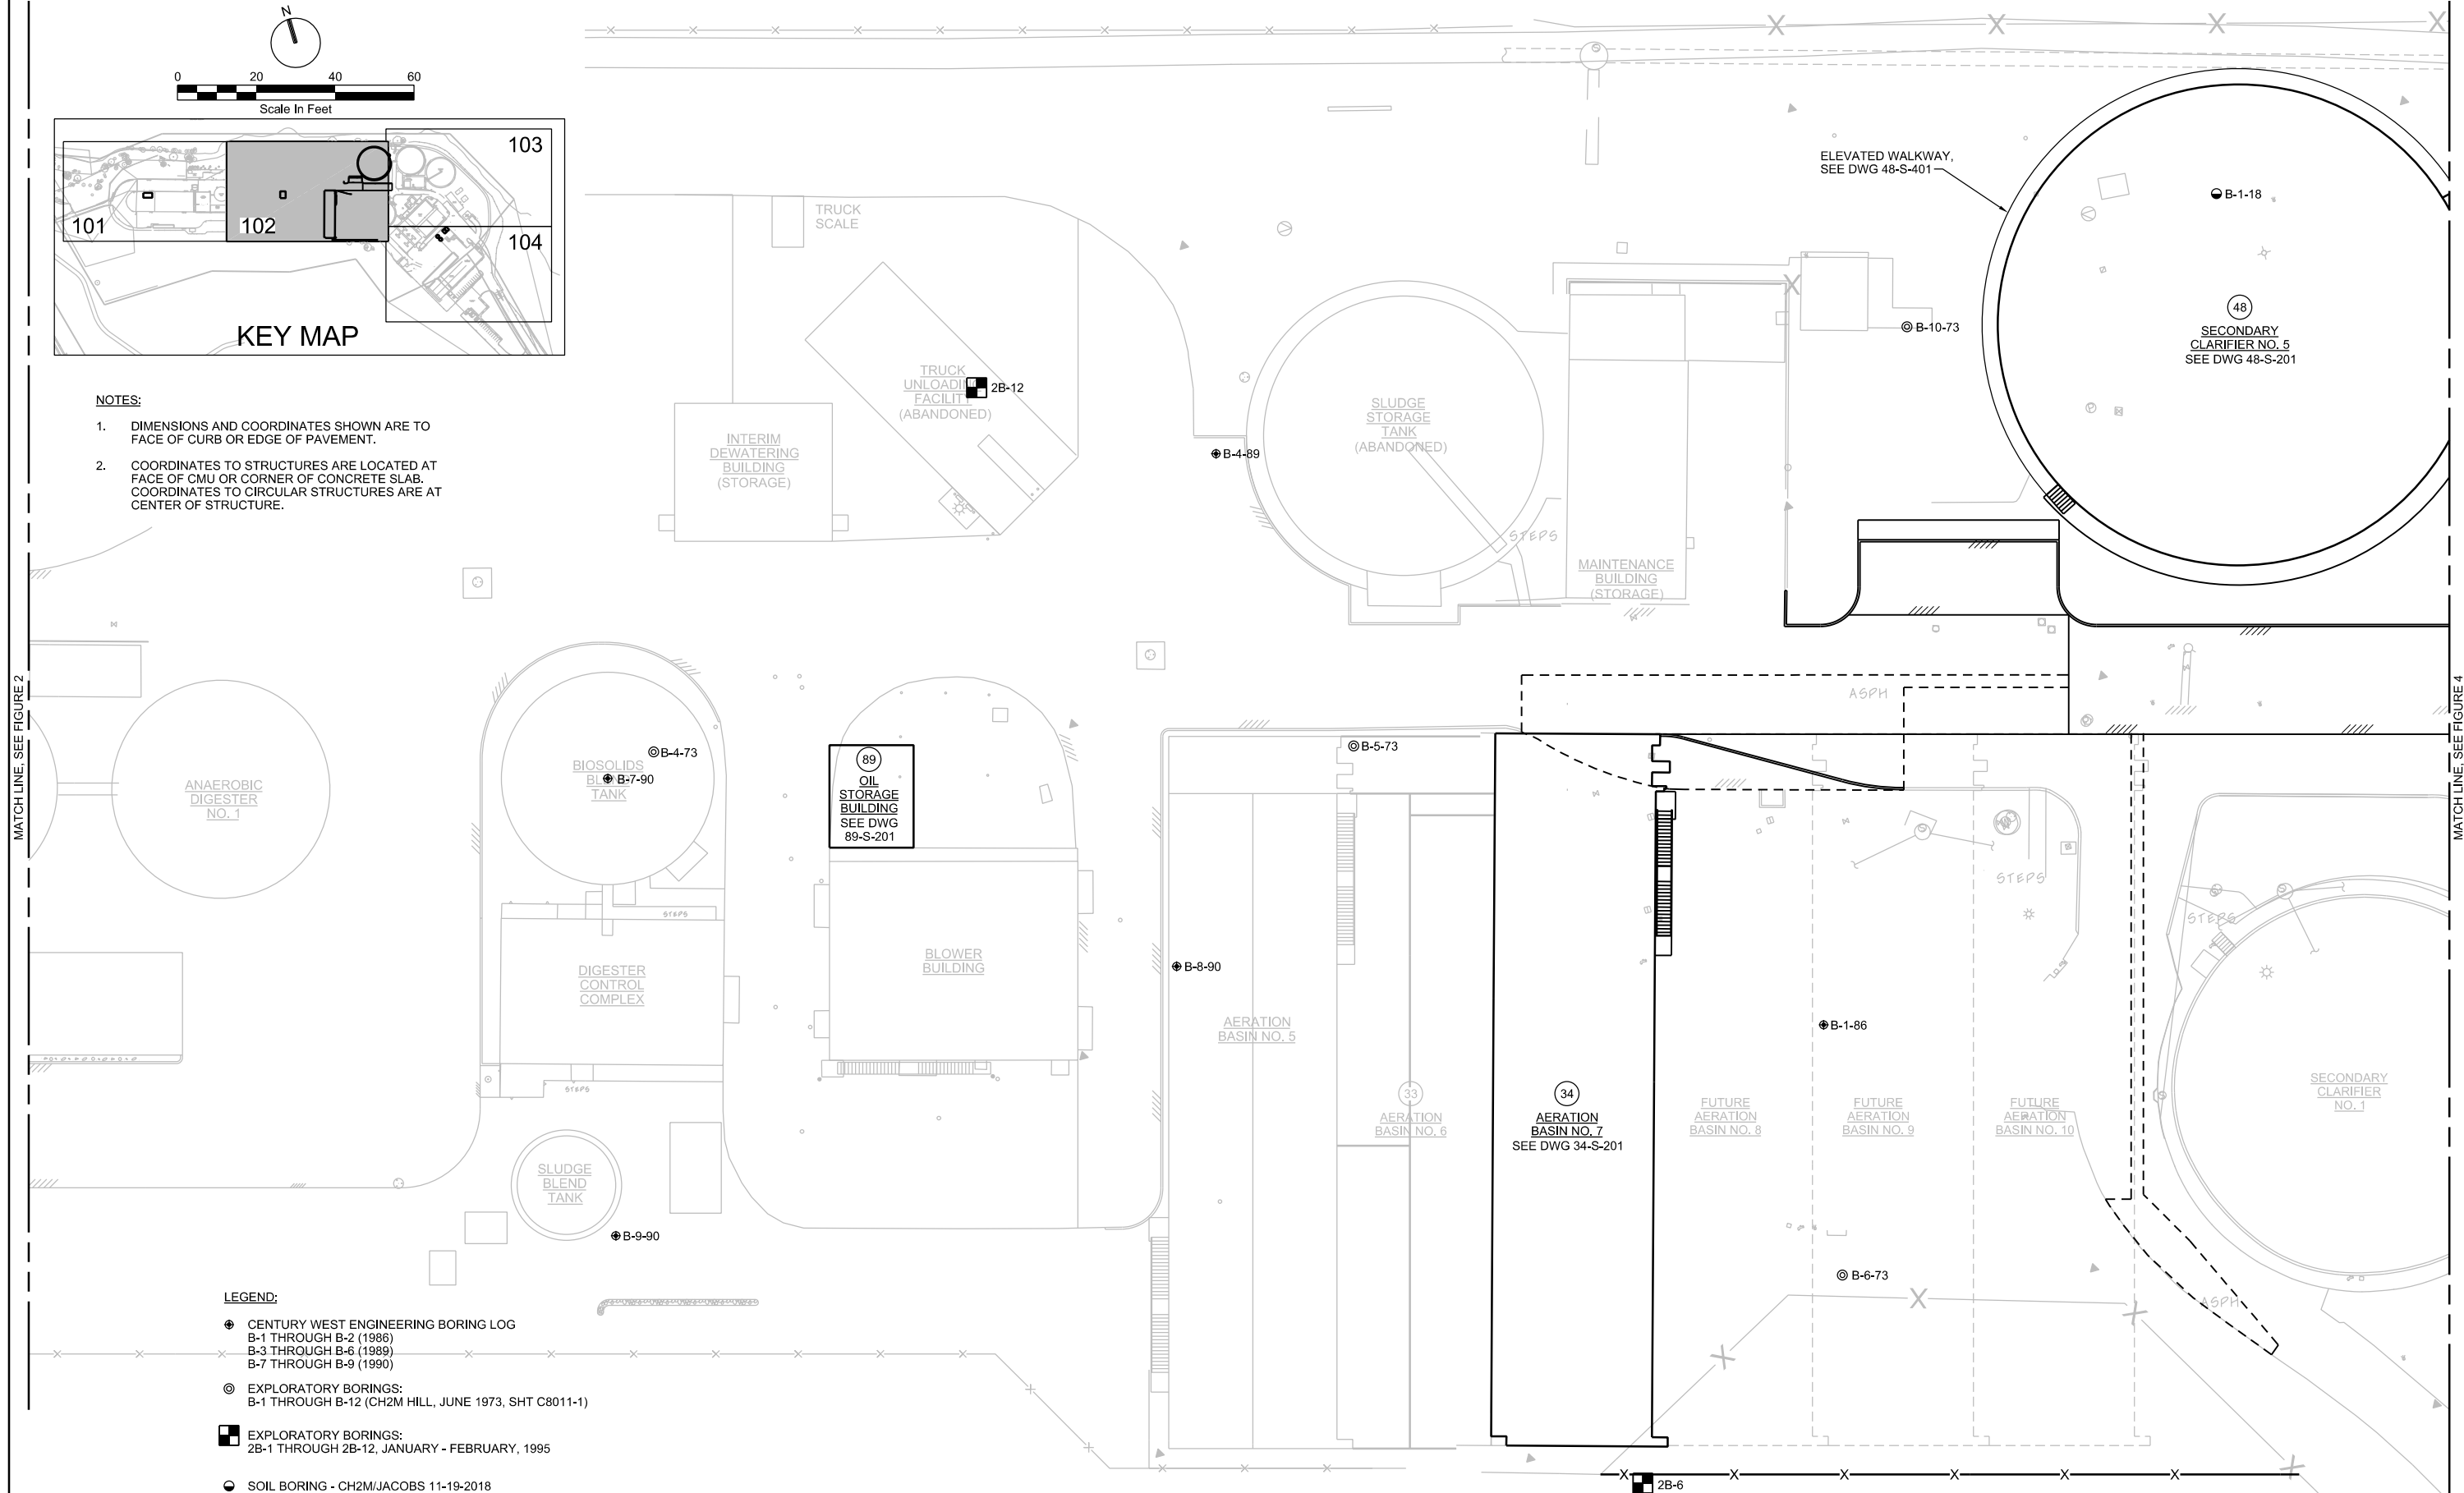 N
0 20 40 60
Scale In Feet
101
102
103
104
KEY MAP
NOTES:
1. DIMENSIONS AND COORDINATES SHOWN ARE TO
FACE OF CURB OR EDGE OF PAVEMENT.
2. COORDINATES TO STRUCTURES ARE LOCATED AT
FACE OF CMU OR CORNER OF CONCRETE SLAB.
COORDINATES TO CIRCULAR STRUCTURES ARE AT
CENTER OF STRUCTURE.
MATCH LINE, SEE FIGURE 2
TRUCK
SCALE
TRUCK
UNLOADING
FACILITY
(ABANDONED)
2B-12
INTERIM
DEWATERING
BUILDING
(STORAGE)
B-4-89
SLUDGE
STORAGE
TANK
(ABANDONED)
STEPS
MAINTENANCE
BUILDING
(STORAGE)
ELEVATED WALKWAY,
SEE DWG 48-S-401
B-1-18
B-10-73
48
SECONDARY
CLARIFIER NO. 5
SEE DWG 48-S-201
ASPH
MATCH LINE, SEE FIGURE 4
ANAEROBIC
DIGESTER
NO. 1
B-4-73
BIOSOLIDS
TANK
B-7-90
89
OIL
STORAGE
BUILDING
SEE DWG
89-S-201
B-5-73
STEPS
DIGESTER
CONTROL
COMPLEX
STEPS
BLOWER
BUILDING
B-8-90
AERATION
BASIN NO. 5
33
AERATION
BASIN NO. 6
34
AERATION
BASIN NO. 7
SEE DWG 34-S-201
B-1-86
FUTURE
AERATION
BASIN NO. 8
FUTURE
AERATION
BASIN NO. 9
FUTURE
AERATION
BASIN NO. 10
STEPS
STEPS
SECONDARY
CLARIFIER
NO. 1
SLUDGE
BLEND
TANK
B-9-90
B-6-73
ASPH
2B-6
LEGEND:
CENTURY WEST ENGINEERING BORING LOG
B-1 THROUGH B-2 (1986)
B-3 THROUGH B-6 (1989)
B-7 THROUGH B-9 (1990)
EXPLORATORY BORINGS:
B-1 THROUGH B-12 (CH2M HILL, JUNE 1973, SHT C8011-1)
EXPLORATORY BORINGS:
2B-1 THROUGH 2B-12, JANUARY - FEBRUARY, 1995
SOIL BORING - CH2M/JACOBS 11-19-2018